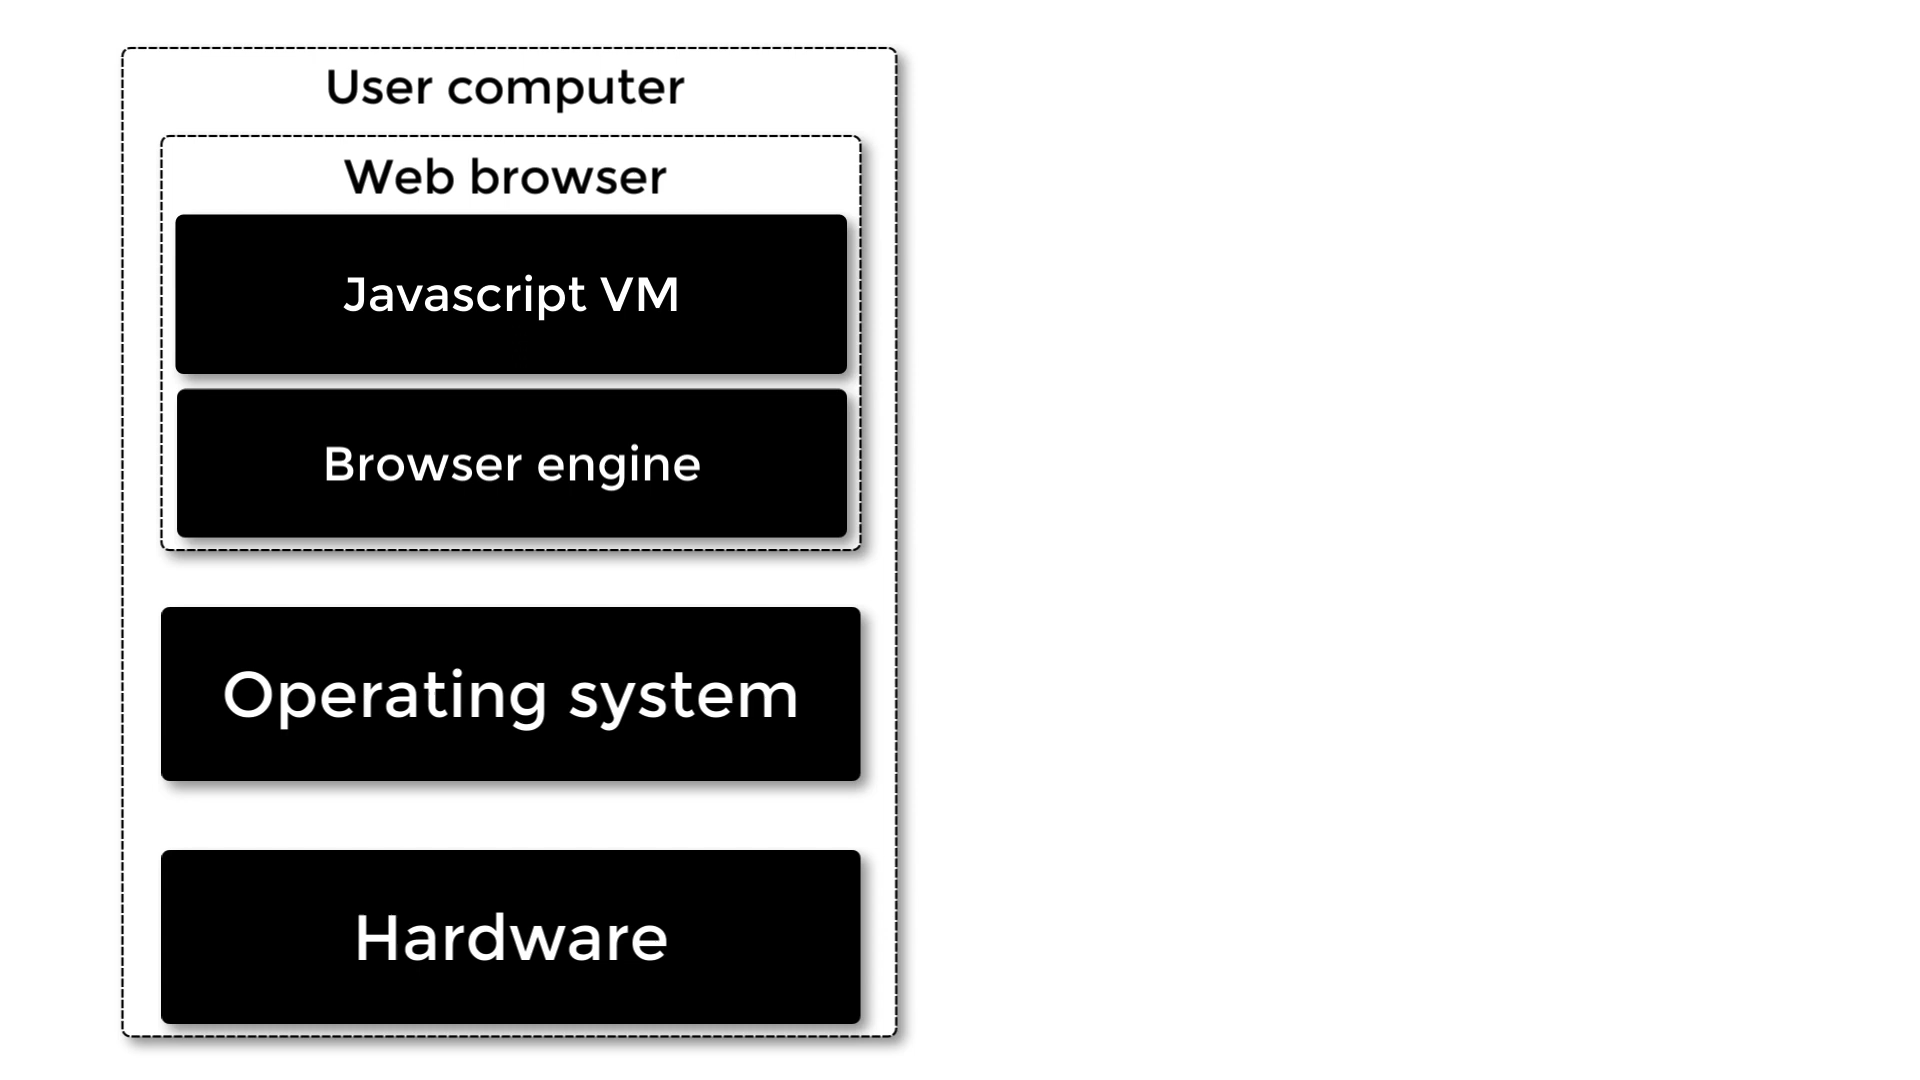 User computer
Web browser
Javascript VM
Browser engine
Operating system
Hardware